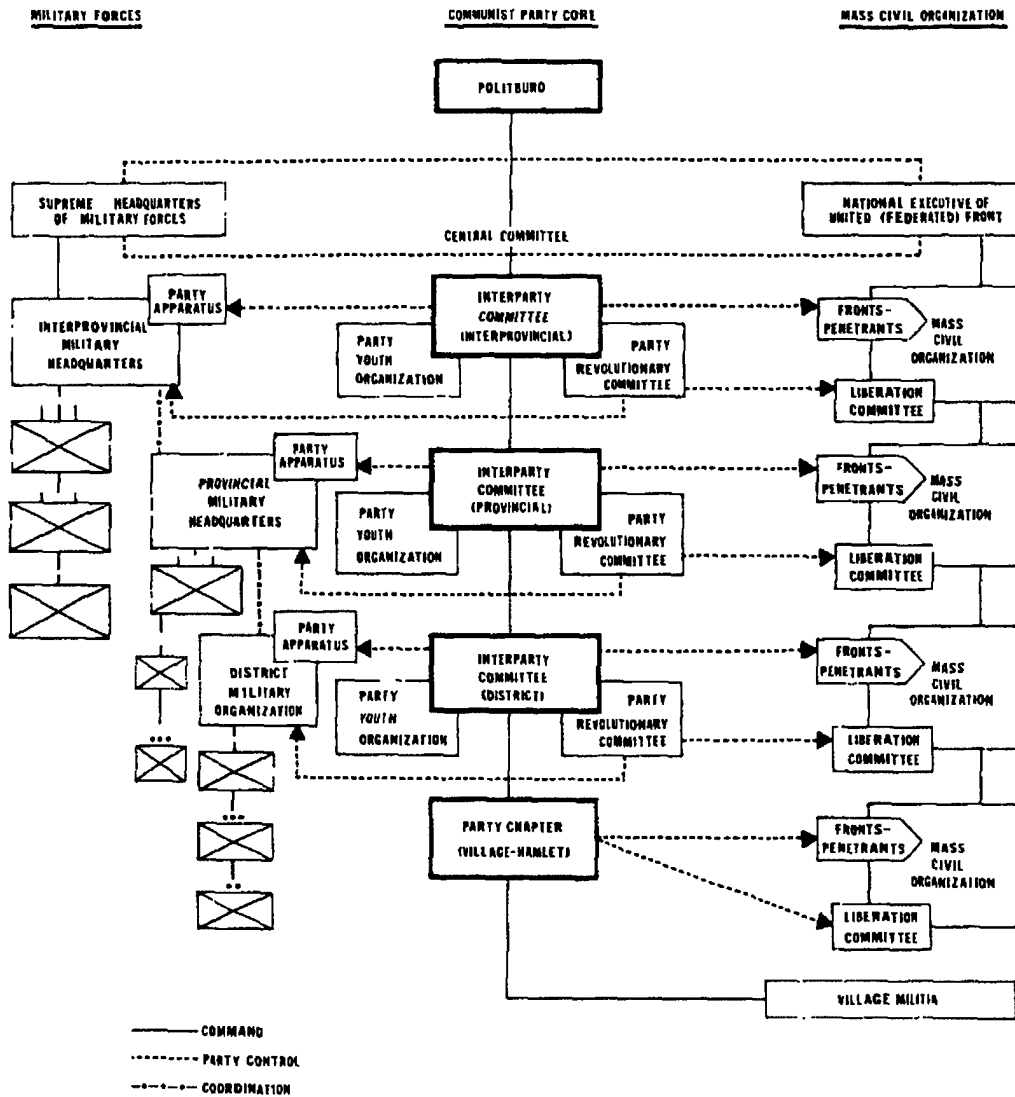 MILITARY FORCES
COMMUNIST PARTY CORE
MASS CIVIL ORGANIZATION
POLITBURO
SUPREME HEADQUARTERS
OF MILITARY FORCES
NATIONAL EXECUTIVE OF
UNITED (FEDERATED) FRONT
CENTRAL COMMITTEE
PARTY
APPARATUS
INTERPROVINCIAL
MILITARY
HEADQUARTERS
INTERPARTY
COMMITTEE
(INTERPROVINCIAL)
PARTY
YOUTH
ORGANIZATION
PARTY
REVOLUTIONARY
COMMITTEE
FRONTS-
PENETRANTS
MASS
CIVIL
ORGANIZATION
LIBERATION
COMMITTEE
PARTY
APPARATUS
PROVINCIAL
MILITARY
HEADQUARTERS
INTERPARTY
COMMITTEE
(PROVINCIAL)
PARTY
YOUTH
ORGANIZATION
PARTY
REVOLUTIONARY
COMMITTEE
FRONTS-
PENETRANTS
MASS
CIVIL
ORGANIZATION
LIBERATION
COMMITTEE
PARTY
APPARATUS
DISTRICT
MILITARY
ORGANIZATION
INTERPARTY
COMMITTEE
(DISTRICT)
PARTY
YOUTH
ORGANIZATION
PARTY
REVOLUTIONARY
COMMITTEE
FRONTS-
PENETRANTS
MASS
CIVIL
ORGANIZATION
LIBERATION
COMMITTEE
PARTY CHAPTER
(VILLAGE-HAMLET)
FRONTS-
PENETRANTS
MASS
CIVIL
ORGANIZATION
LIBERATION
COMMITTEE
VILLAGE MILITIA
COMMAND
PARTY CONTROL
COORDINATION